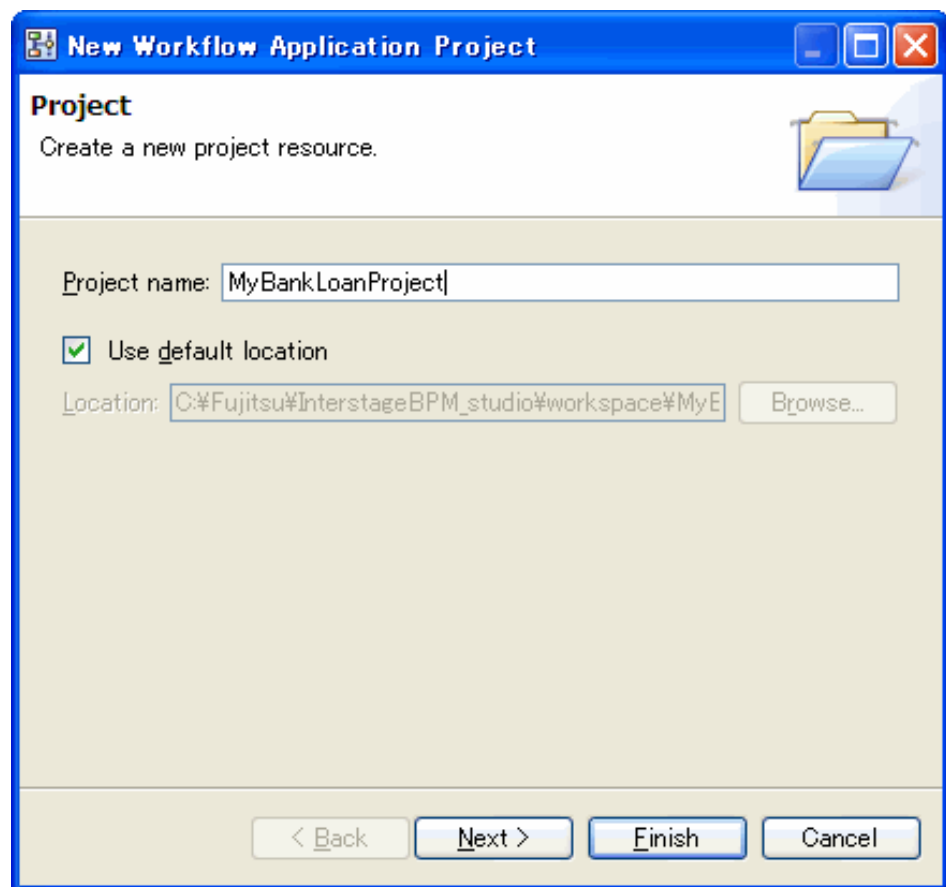 New Workflow Application Project
Project
Create a new project resource.
Project name: MyBankLoanProject
Use default location
Location: C:¥Fujitsu¥InterstageBPM_studio¥workspace¥MyE Browse...
< Back Next > Finish Cancel